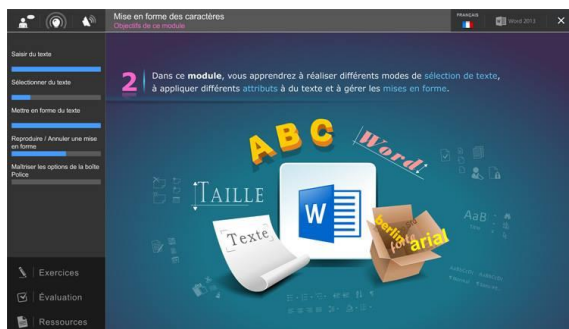 Mise en forme des caractères
Objectifs de ce module
FRANÇAIS
Word 2013
Saisir du texte
Sélectionner du texte
Mettre en forme du texte
Reproduire / Annuler une mise
en forme
Maîtriser les options de la boîte
Police
Exercices
Évaluation
Ressources
2
Dans ce module, vous apprendrez à réaliser différents modes de sélection de texte,
à appliquer différents attributs à du texte et à gérer les mises en forme.
ABC
Word!
TAILLE
W
Texte
berlin
arial
AaB